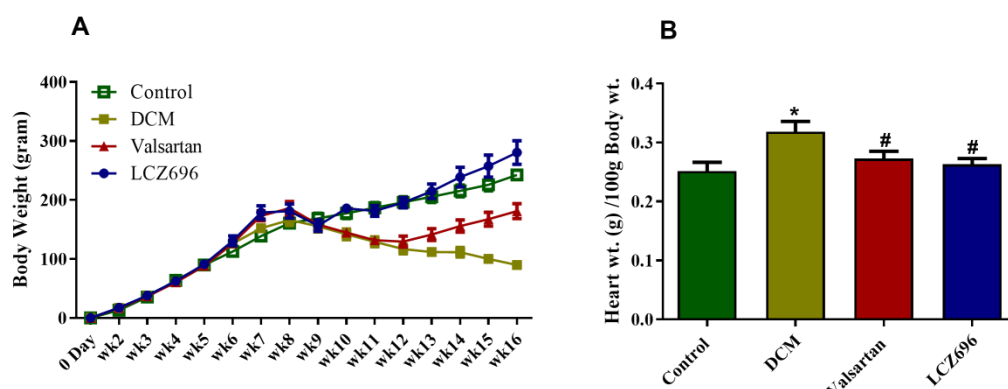 A
Body Weight (gram)
400
300
200
100
0
Control
DCM
Valsartan
LCZ696
0 Day
wk2
wk3
wk4
wk5
wk6
wk7
wk8
wk9
wk10
wk11
wk12
wk13
wk14
wk15
wk16
B
Heart wt. (g) /100g Body wt.
0.4
0.3
0.2
0.1
0.0
*
#
#
Control
DCM
Valsartan
LCZ696